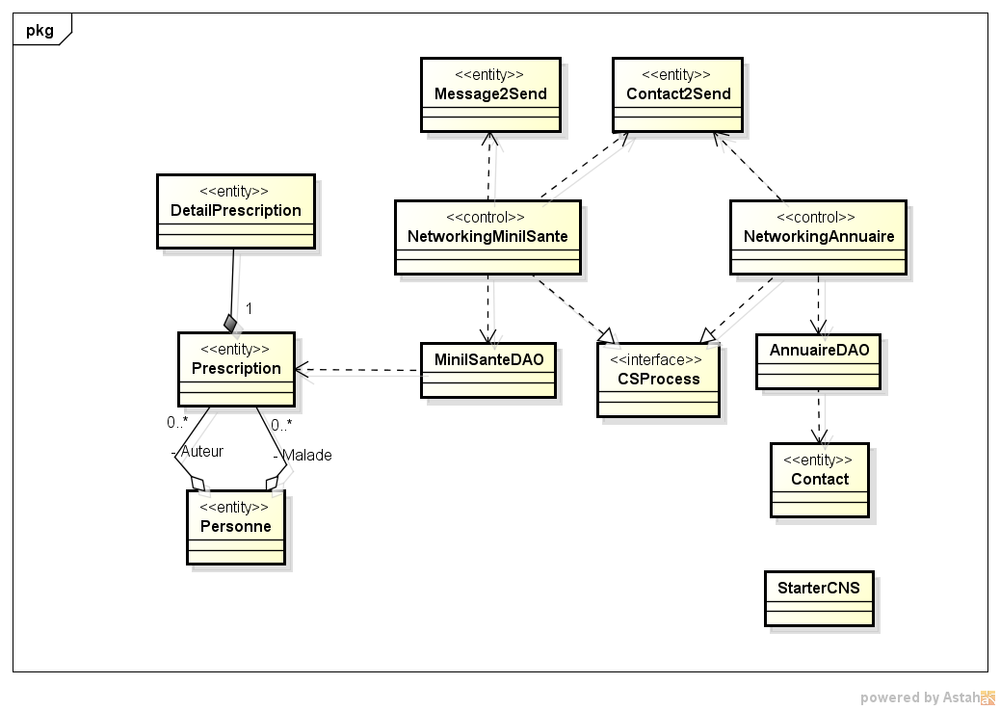 pkg
<<entity>>
Message2Send
<<entity>>
Contact2Send
<<entity>>
DetailPrescription
<<control>>
NetworkingMinilSante
<<control>>
NetworkingAnnuaire
1
<<entity>>
Prescription
MinilSanteDAO
<<interface>>
CSProcess
AnnuaireDAO
0..*
0..*
- Auteur
- Malade
<<entity>>
Contact
<<entity>>
Personne
StarterCNS
powered by Astah